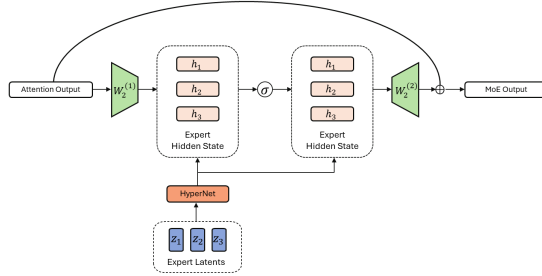 Attention Output
W₂⁽¹⁾
h₁
h₂
h₃
Expert
Hidden State
σ
h₁
h₂
h₃
Expert
Hidden State
W₂⁽²⁾
MoE Output
HyperNet
z₁ z₂ z₃
Expert Latents